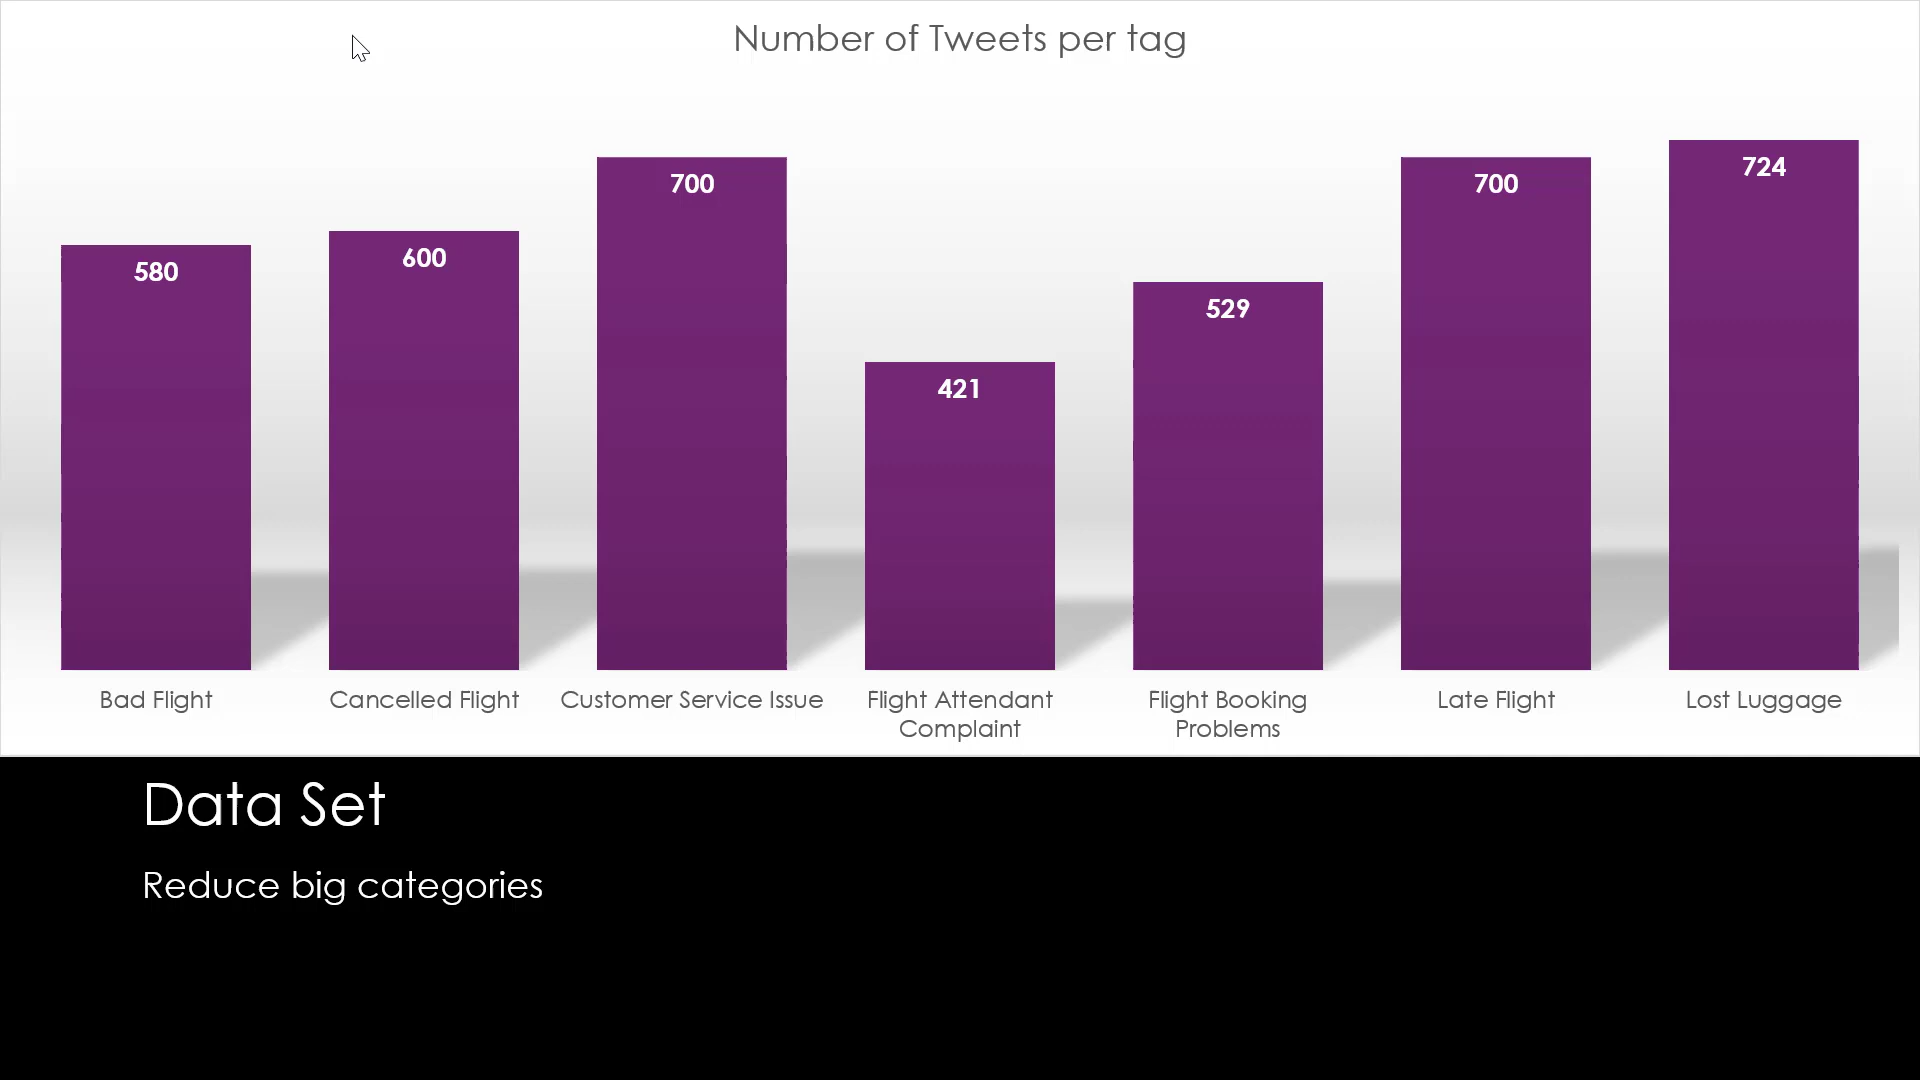 Number of Tweets per tag
580
600
700
421
529
700
724
Bad Flight
Cancelled Flight
Customer Service Issue
Flight Attendant
Complaint
Flight Booking
Problems
Late Flight
Lost Luggage
Data Set
Reduce big categories